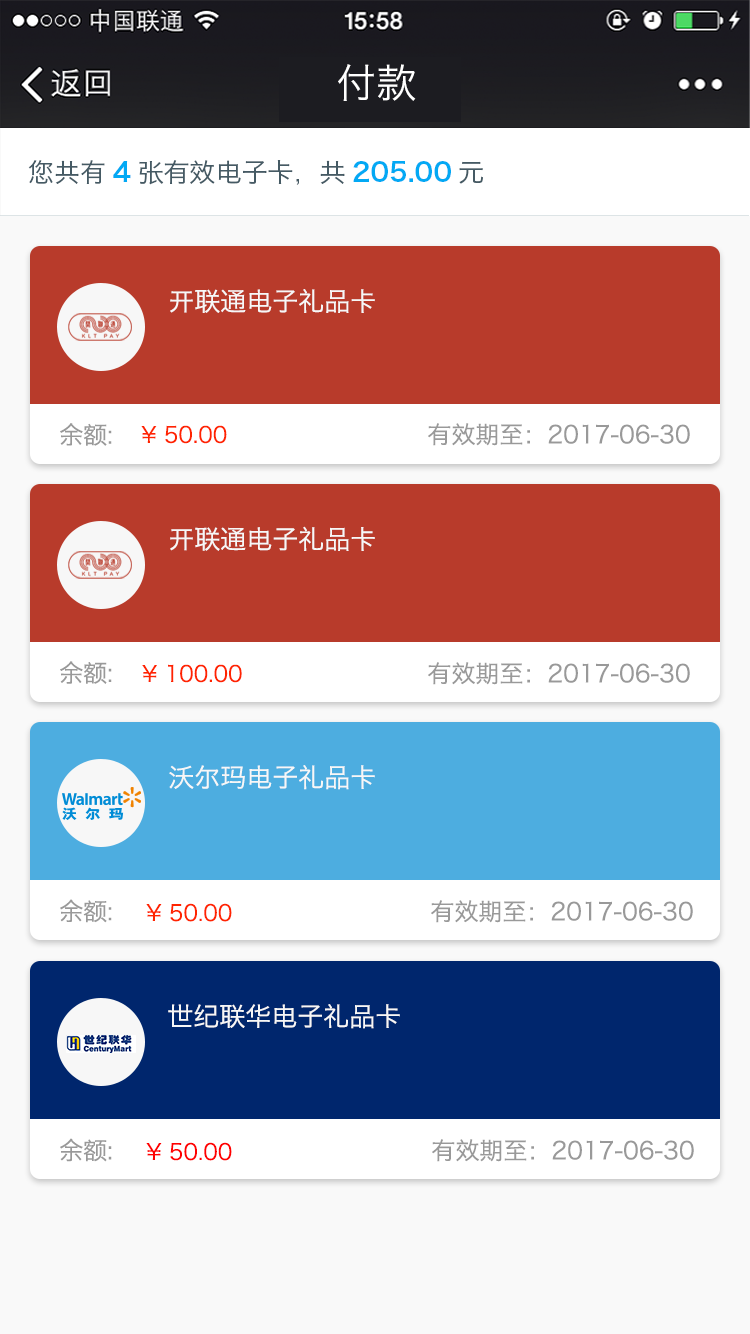 中国联通 15:58
返回 付款
您共有 4 张有效电子卡，共 205.00 元
开联通电子礼品卡
KLT PAY
余额: ¥ 50.00 有效期至：2017-06-30
开联通电子礼品卡
KLT PAY
余额: ¥ 100.00 有效期至：2017-06-30
沃尔玛电子礼品卡
Walmart
沃尔玛
余额: ¥ 50.00 有效期至：2017-06-30
世纪联华电子礼品卡
世纪联华
CenturyMart
余额: ¥ 50.00 有效期至：2017-06-30